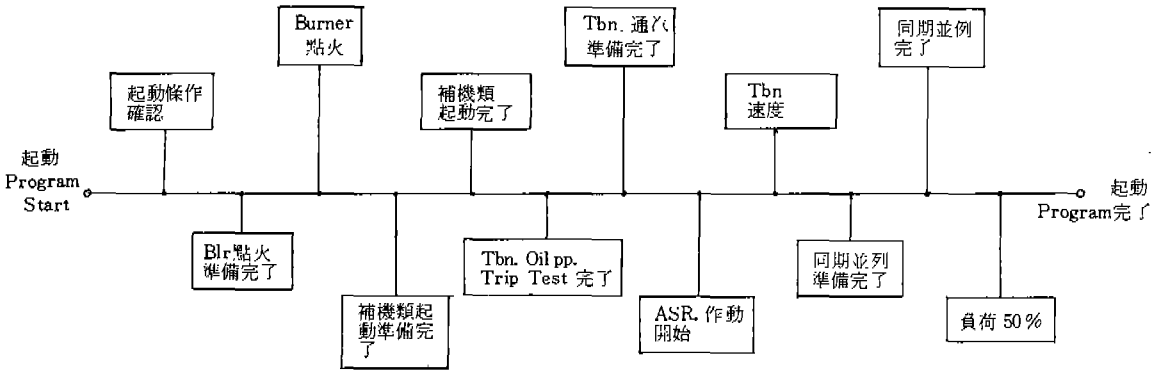 起動
Program
Start
起動條作
確認
Blr點火
準備完了
Burner
點火
補機類起
動準備完
了
補機類
起動完了
Tbn. Oil pp.
Trip Test 完了
Tbn. 通汽
準備完了
ASR. 作動
開始
Tbn
速度
同期並列
準備完了
同期並例
完了
負荷 50%
起動
Program完了